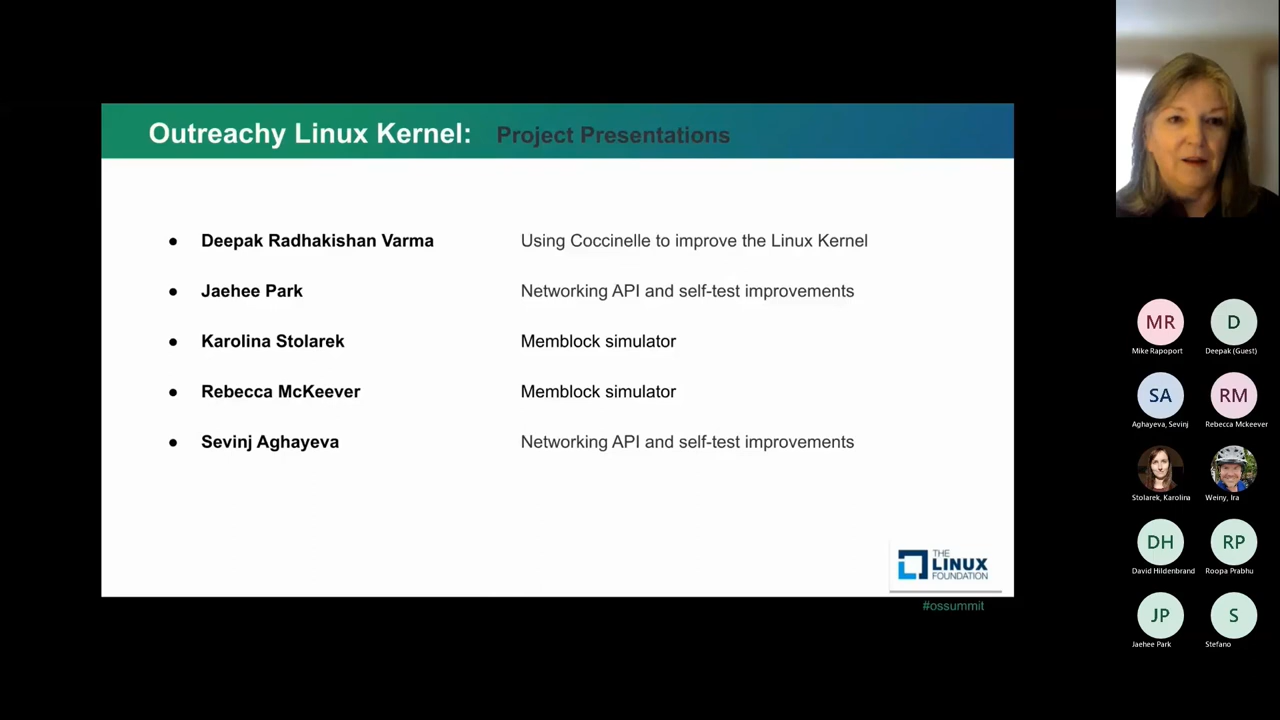 Outreachy Linux Kernel: Project Presentations
● Deepak Radhakishan Varma Using Coccinelle to improve the Linux Kernel
● Jaehee Park Networking API and self-test improvements
● Karolina Stolarek Memblock simulator
● Rebecca McKeever Memblock simulator
● Sevinj Aghayeva Networking API and self-test improvements
THE
LINUX
FOUNDATION
#ossummit
MR D
Mike Rapoport Deepak (Guest)
SA RM
Aghayeva, Sevinj Rebecca Mckeever
Stolarek, Karolina Weiny, Ira
DH RP
David Hildenbrand Roopa Prabhu
JP S
Jaehee Park Stefano